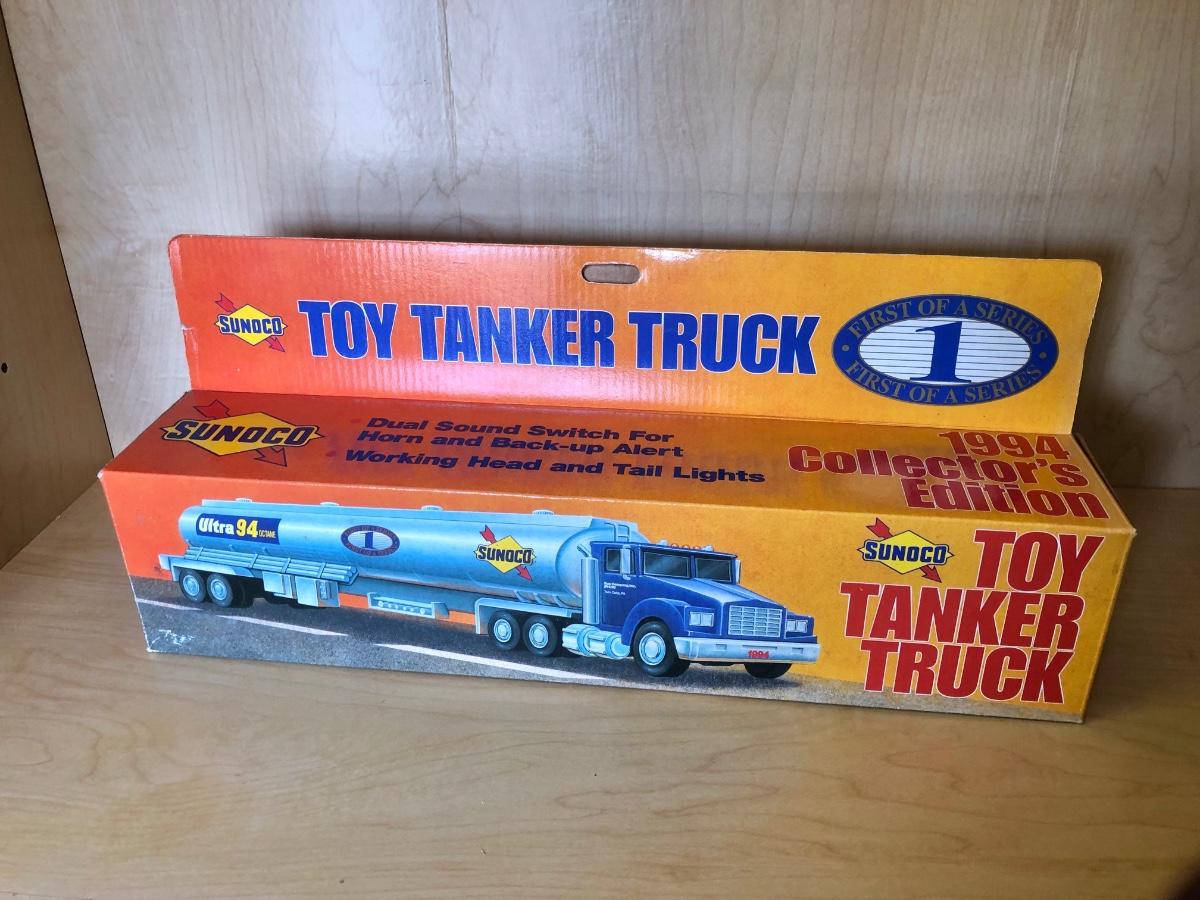 SUNOCO
TOY TANKER TRUCK
FIRST OF A SERIES
1
FIRST OF A SERIES
SUNOCO
Dual Sound Switch For
Horn and Back-up Alert
Working Head and Tail Lights
1994
Collector's
Edition
Ultra 94 OCTANE
1
SUNOCO
1994
SUNOCO
TOY
TANKER
TRUCK